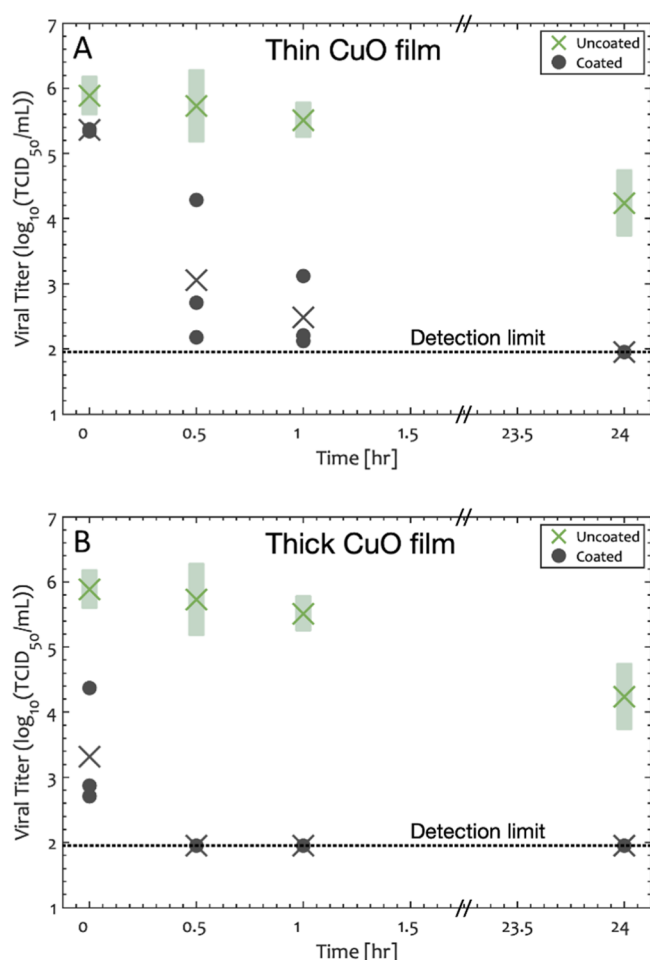 A
Thin CuO film
Uncoated
Coated
7
6
5
4
3
2
1
Viral Titer (log10(TCID50/mL))
Detection limit
0 0.5 1 1.5 23.5 24
Time [hr]
B
Thick CuO film
Uncoated
Coated
7
6
5
4
3
2
1
Viral Titer (log10(TCID50/mL))
Detection limit
0 0.5 1 1.5 23.5 24
Time [hr]